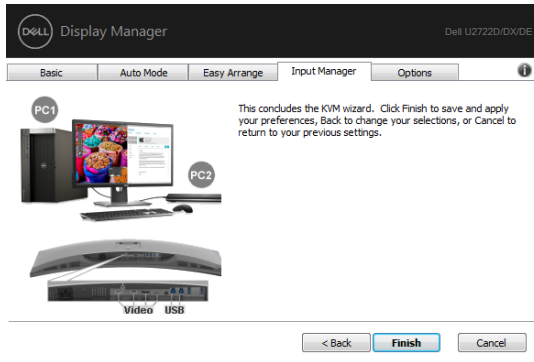 DELL Display Manager
Dell U2722D/DX/DE
Basic
Auto Mode
Easy Arrange
Input Manager
Options
This concludes the KVM wizard. Click Finish to save and apply
your preferences, Back to change your selections, or Cancel to
return to your previous settings.
PC1
PC2
Video USB
< Back
Finish
Cancel